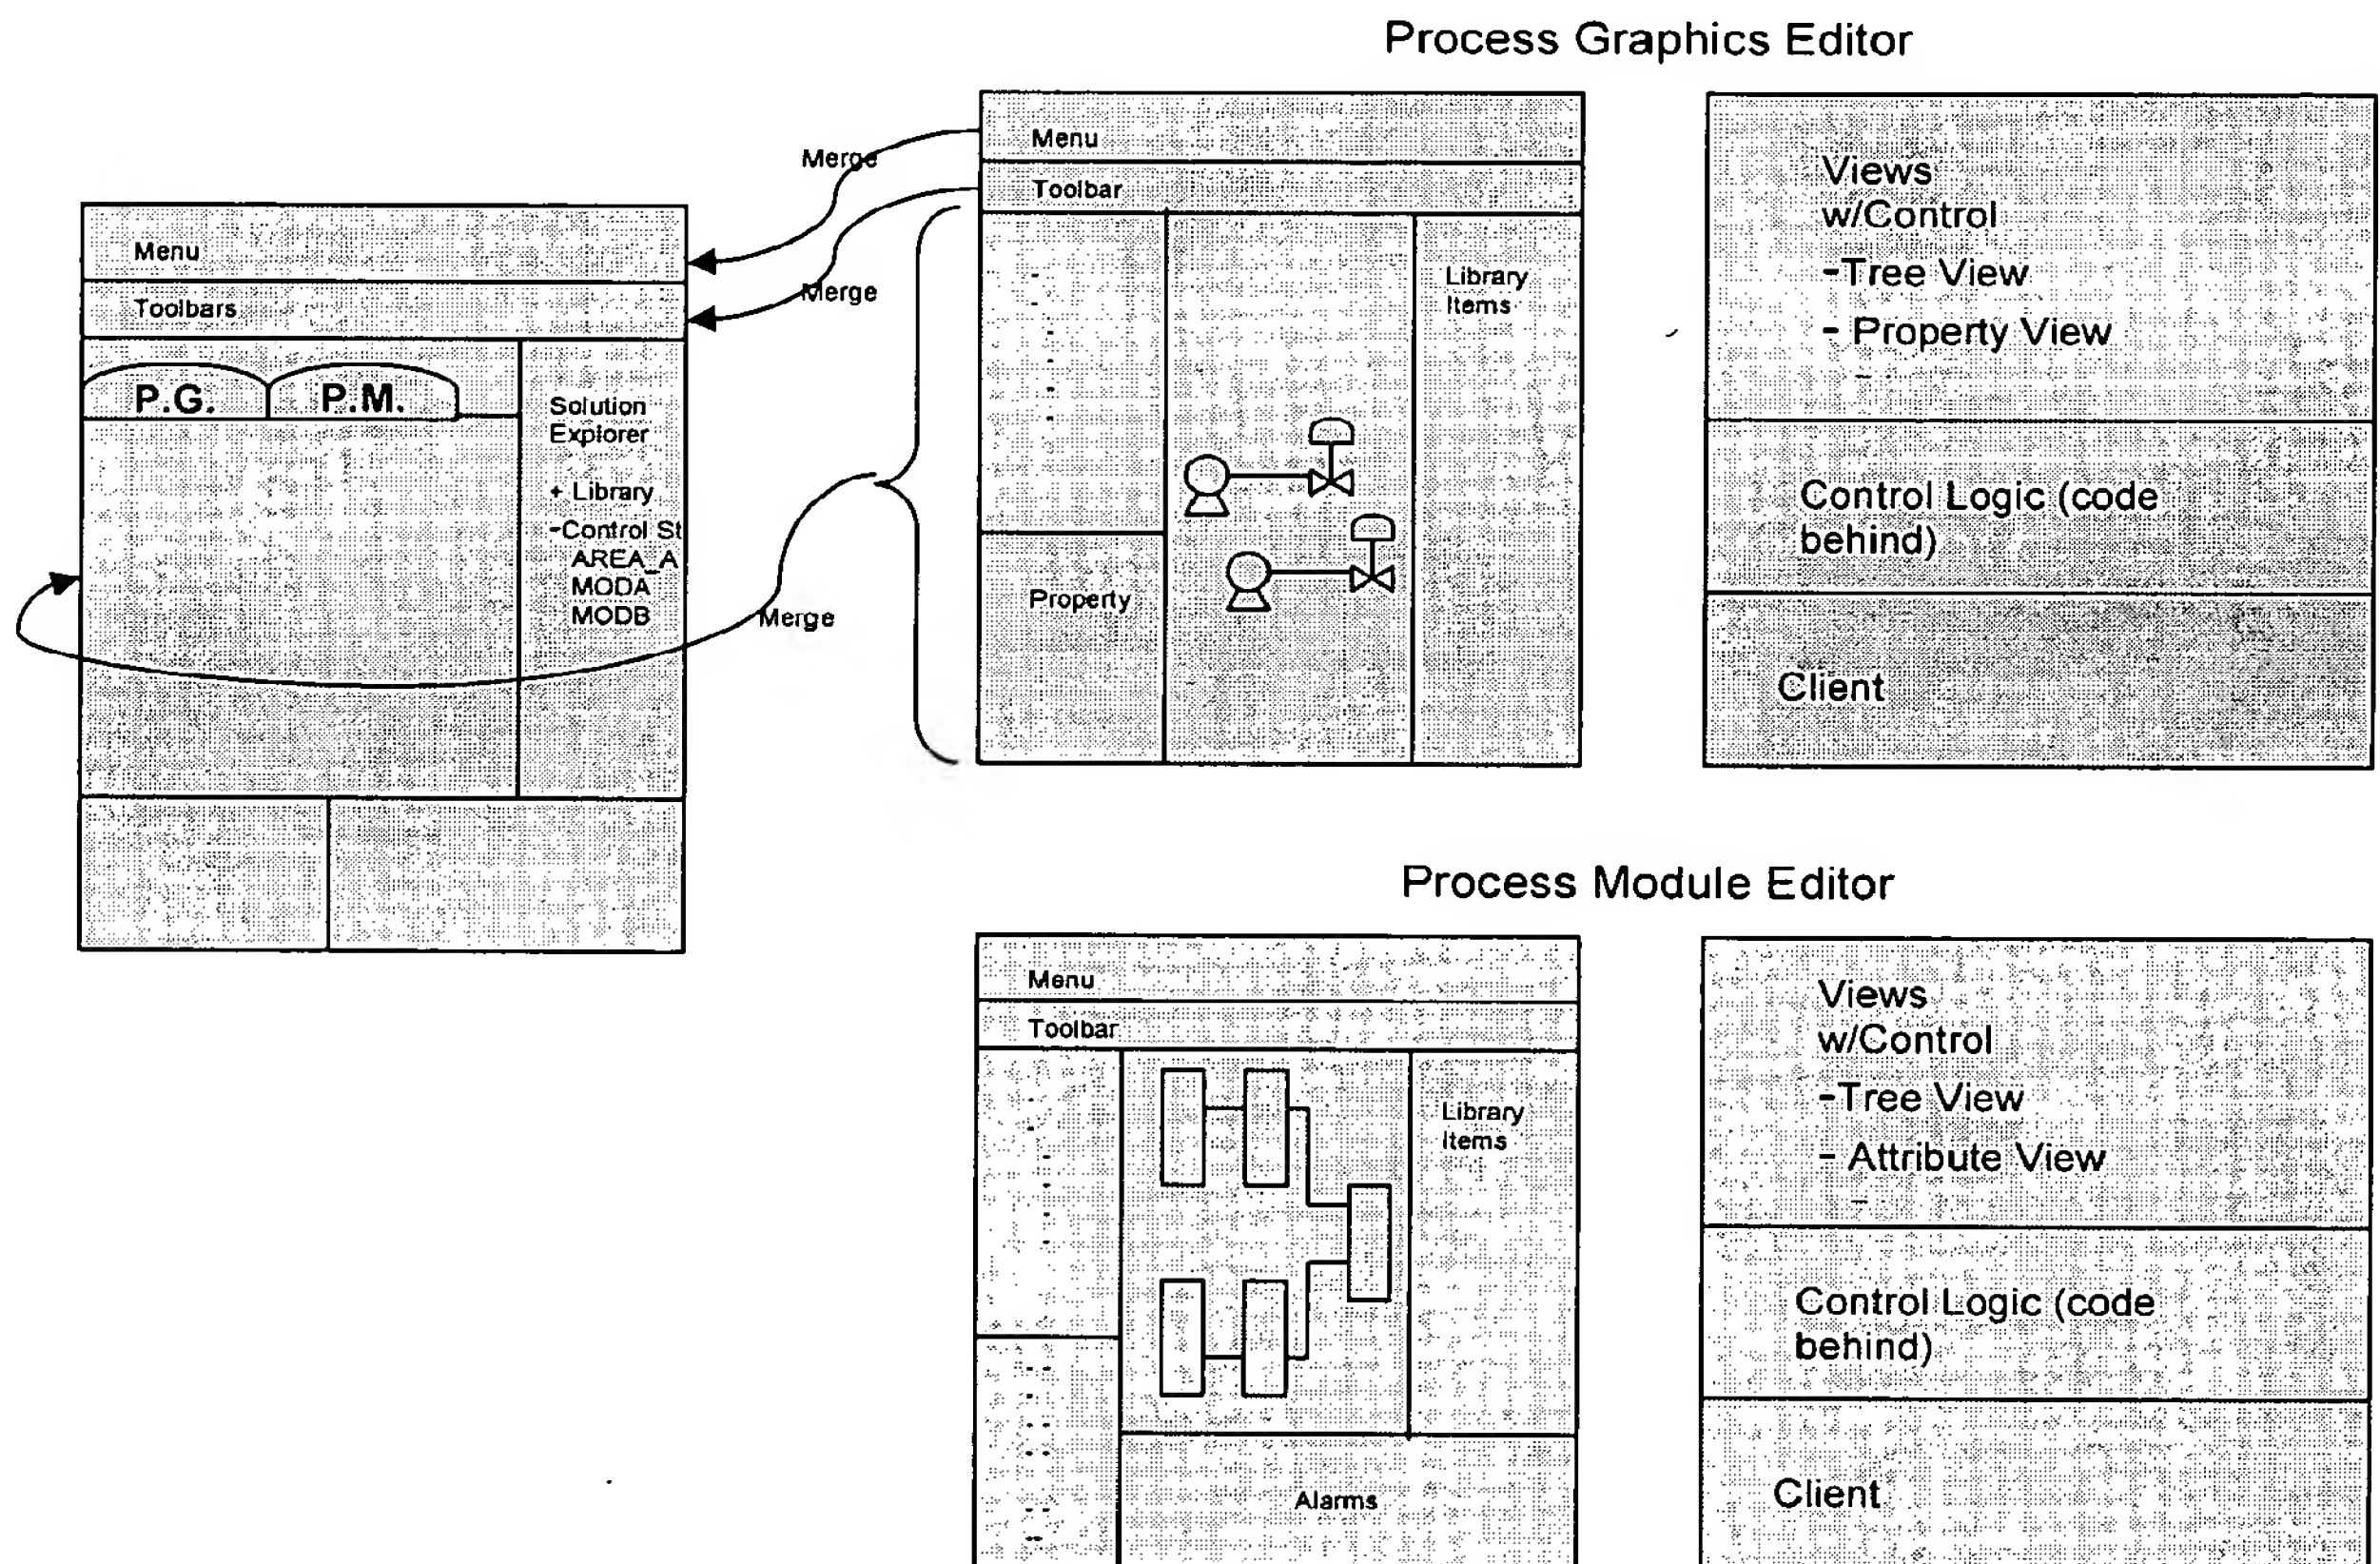 Process Graphics Editor
Menu
Toolbars
P.G.
P.M.
Solution
Explorer
+ Library
-Control St
AREA_A
MODA
MODB
Merge
Merge
Merge
Menu
Toolbar
Library
Items
Property
Views
w/Control
-Tree View
- Property View
-
Control Logic (code
behind)
Client
Process Module Editor
Menu
Toolbar
Library
Items
Alarms
Views
w/Control
-Tree View
- Attribute View
-
Control Logic (code
behind)
Client